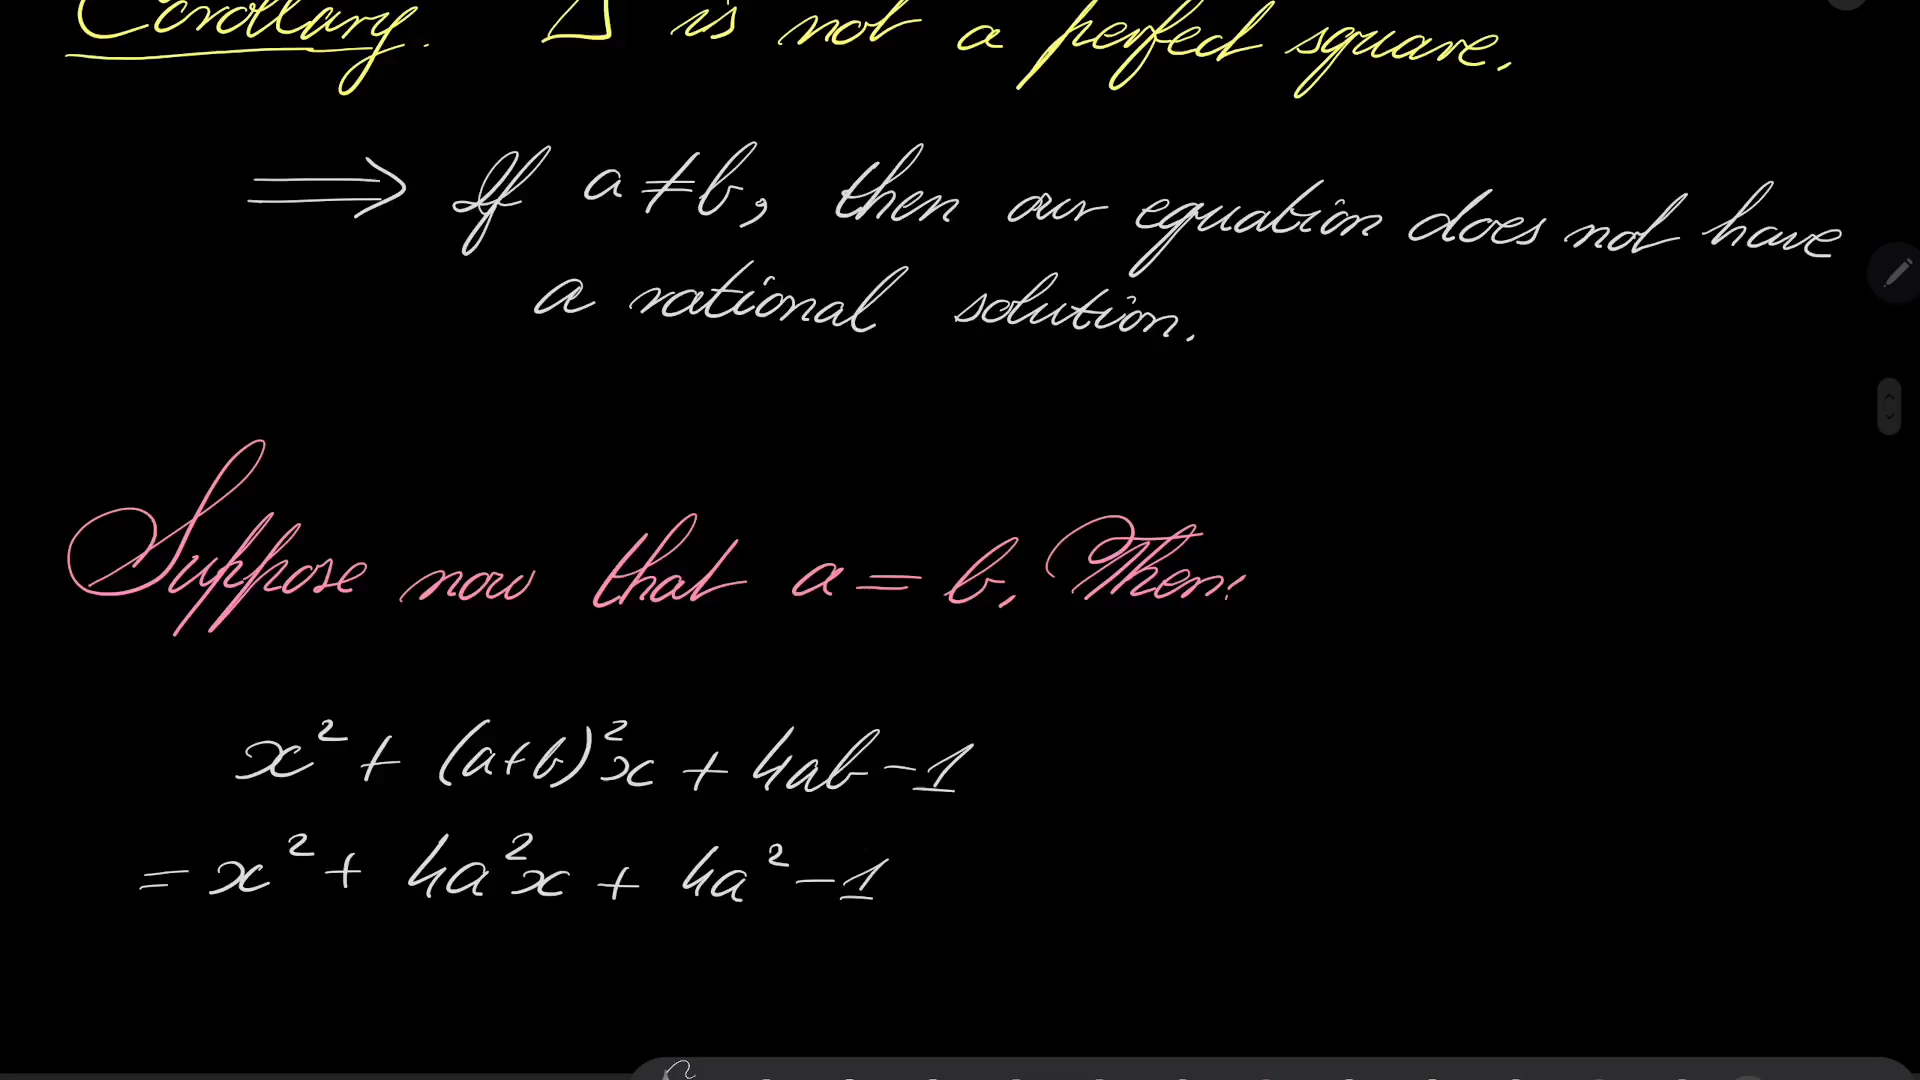 Corollary. Δ is not a perfect square.
⟹ If a ≠ b, then our equation does not have
a rational solution.
Suppose now that a = b. Then:
x² + (a+b)²x + 4ab - 1
= x² + 4a²x + 4a² - 1